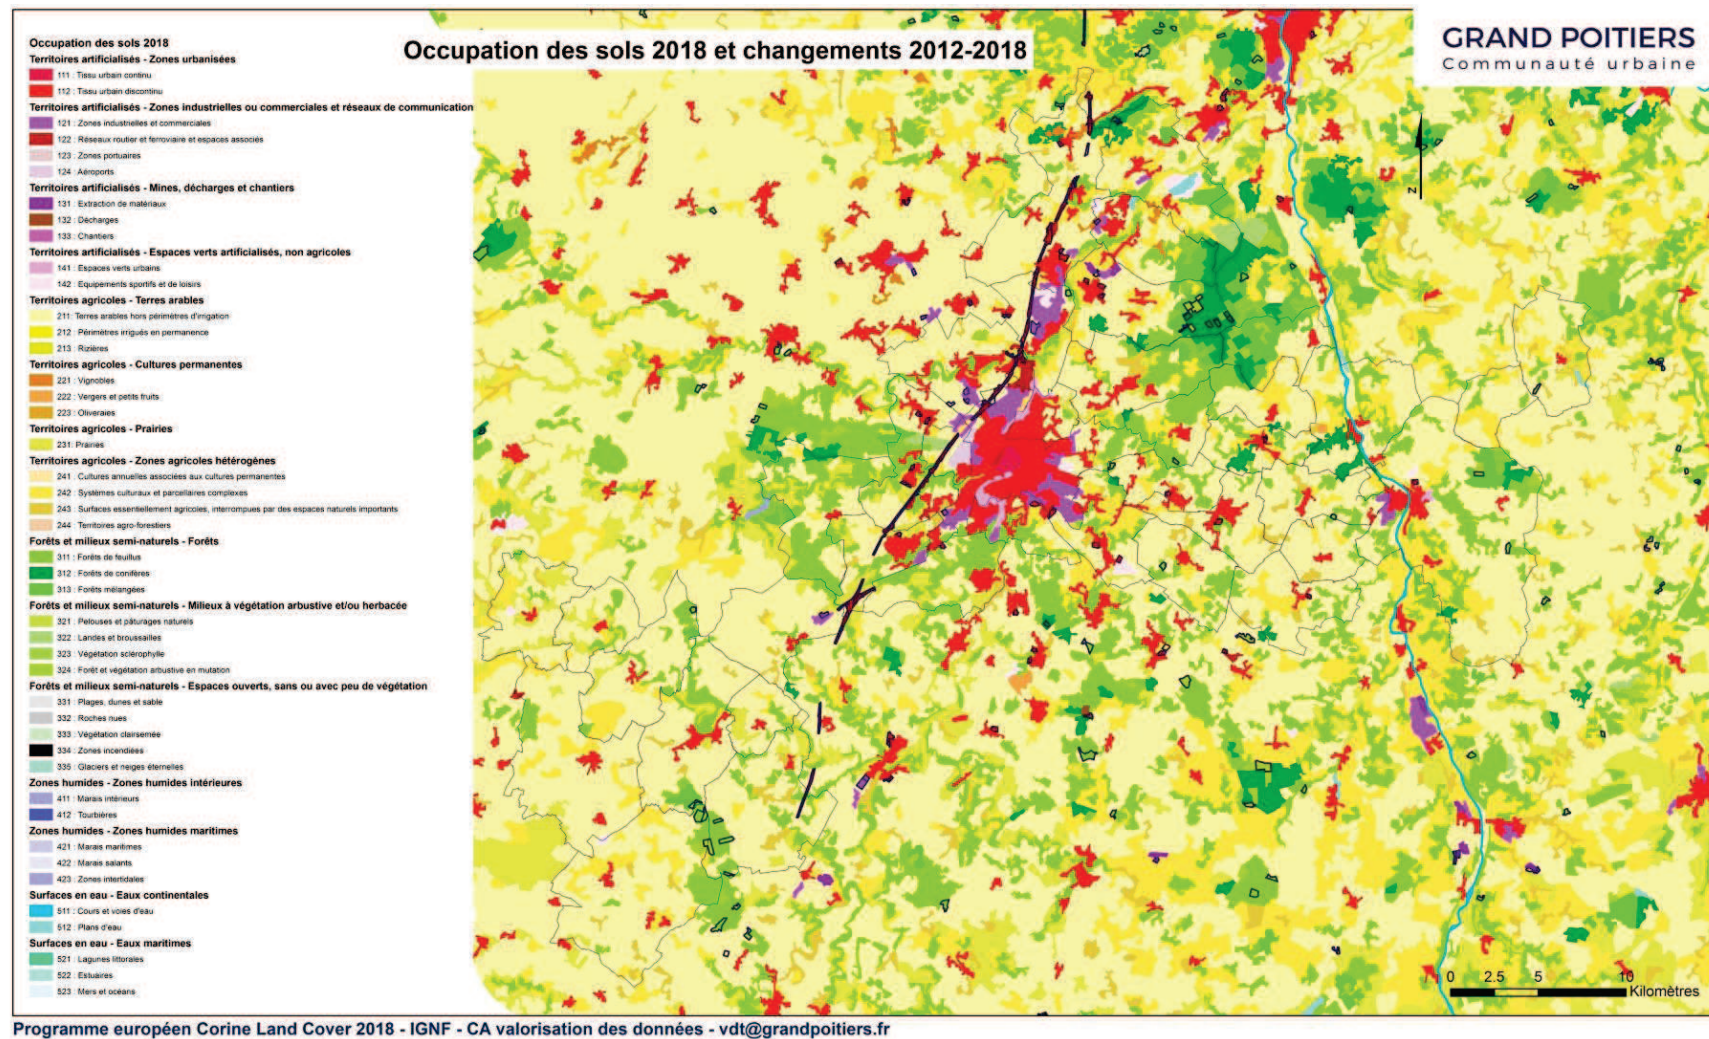 Occupation des sols 2018 et changements 2012-2018
GRAND POITIERS
Communauté urbaine
Occupation des sols 2018
Territoires artificialisés - Zones urbanisées
111 : Tissu urbain continu
112 : Tissu urbain discontinu
Territoires artificialisés - Zones industrielles ou commerciales et réseaux de communication
121 : Zones industrielles et commerciales
122 : Réseaux routier et ferroviaire et espaces associés
123 : Zones portuaires
124 : Aéroports
Territoires artificialisés - Mines, décharges et chantiers
131 : Extraction de matériaux
132 : Décharges
133 : Chantiers
Territoires artificialisés - Espaces verts artificialisés, non agricoles
141 : Espaces verts urbains
142 : Equipements sportifs et de loisirs
Territoires agricoles - Terres arables
211: Terres arables hors périmètres d'irrigation
212 : Périmètres irrigués en permanence
213 : Rizières
Territoires agricoles - Cultures permanentes
221 : Vignobles
222 : Vergers et petits fruits
223 : Oliveraies
Territoires agricoles - Prairies
231: Prairies
Territoires agricoles - Zones agricoles hétérogènes
241 : Cultures annuelles associées aux cultures permanentes
242 : Systèmes culturaux et parcellaires complexes
243 : Surfaces essentiellement agricoles, interrompues par des espaces naturels importants
244 : Territoires agro-forestiers
Forêts et milieux semi-naturels - Forêts
311 : Forêts de feuillus
312 : Forêts de conifères
313 : Forêts mélangées
Forêts et milieux semi-naturels - Milieux à végétation arbustive et/ou herbacée
321 : Pelouses et pâturages naturels
322 : Landes et broussailles
323 : Végétation sclérophylle
324 : Forêt et végétation arbustive en mutation
Forêts et milieux semi-naturels - Espaces ouverts, sans ou avec peu de végétation
331 : Plages, dunes et sable
332 : Roches nues
333 : Végétation clairsemée
334 : Zones incendiées
335 : Glaciers et neiges éternelles
Zones humides - Zones humides intérieures
411 : Marais intérieurs
412 : Tourbières
Zones humides - Zones humides maritimes
421 : Marais maritimes
422 : Marais salants
423 : Zones intertidales
Surfaces en eau - Eaux continentales
511 : Cours et voies d'eau
512 : Plans d'eau
Surfaces en eau - Eaux maritimes
521 : Lagunes littorales
522 : Estuaires
523 : Mers et océans
N
0 2.5 5 10
Kilomètres
Programme européen Corine Land Cover 2018 - IGNF - CA valorisation des données - vdt@grandpoitiers.fr